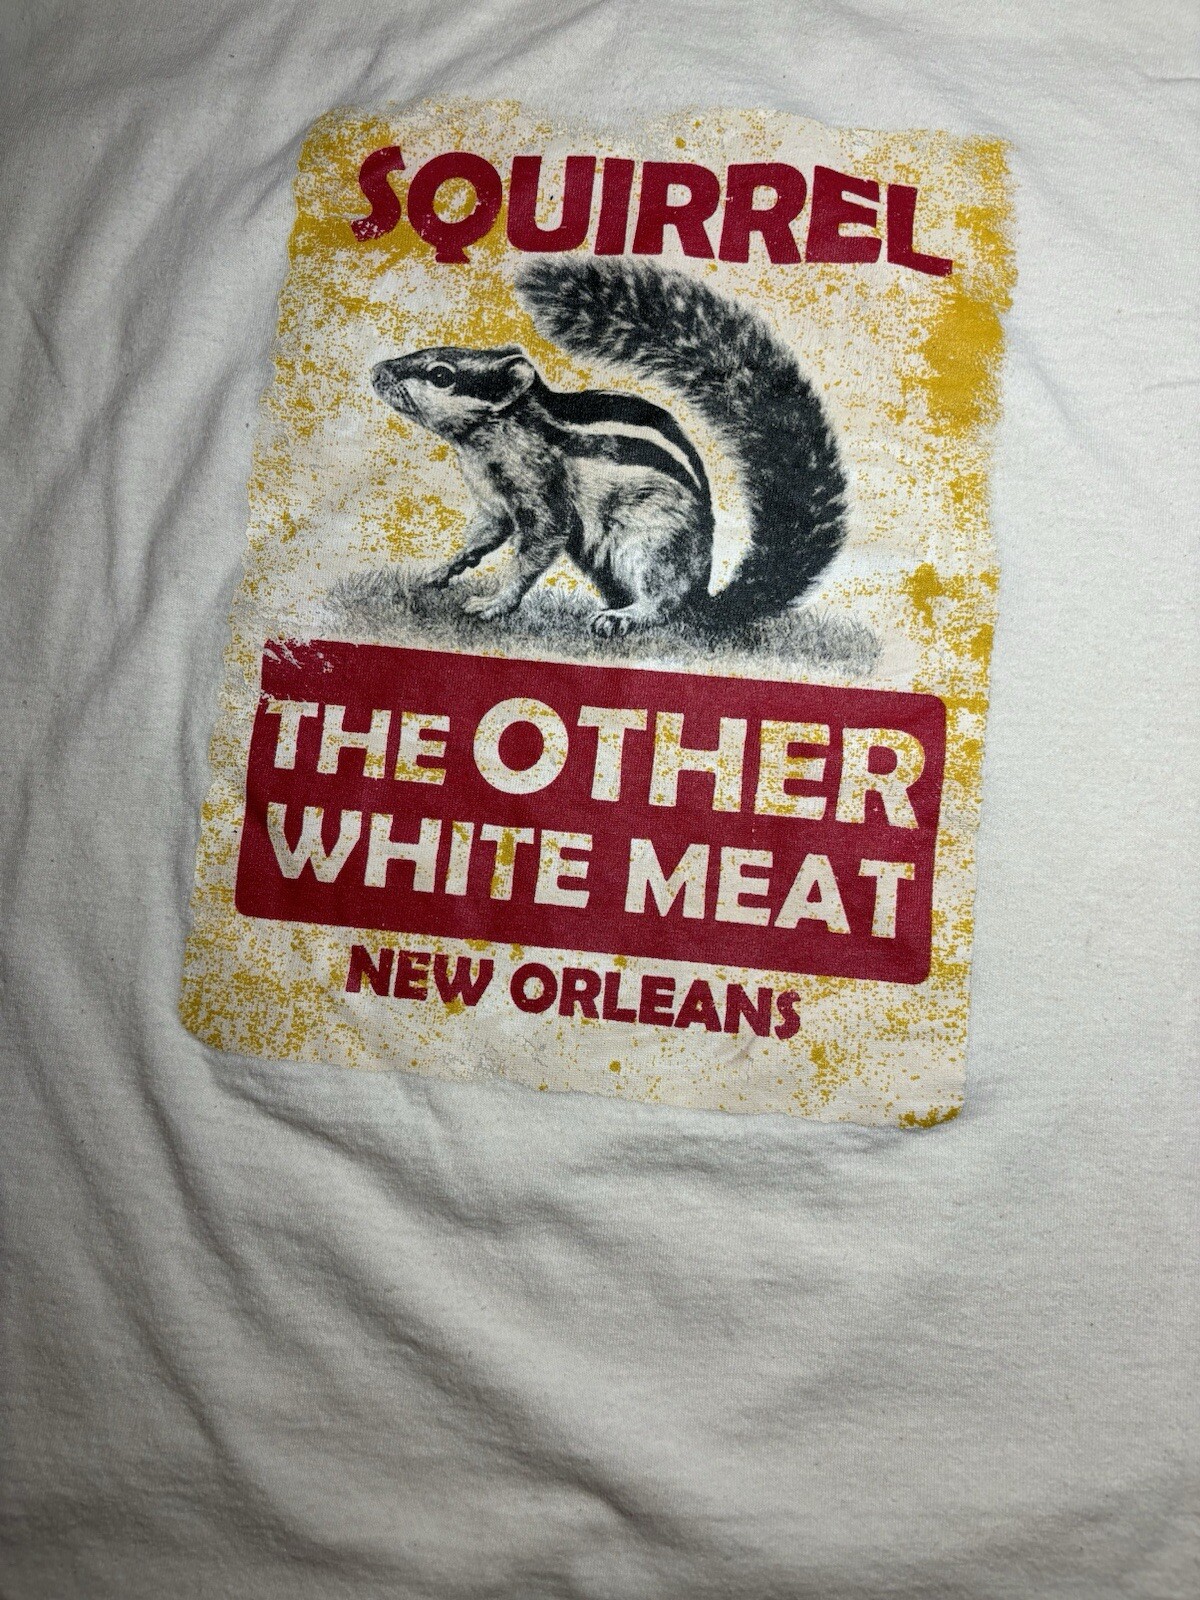 SQUIRREL
THE OTHER
WHITE MEAT
NEW ORLEANS